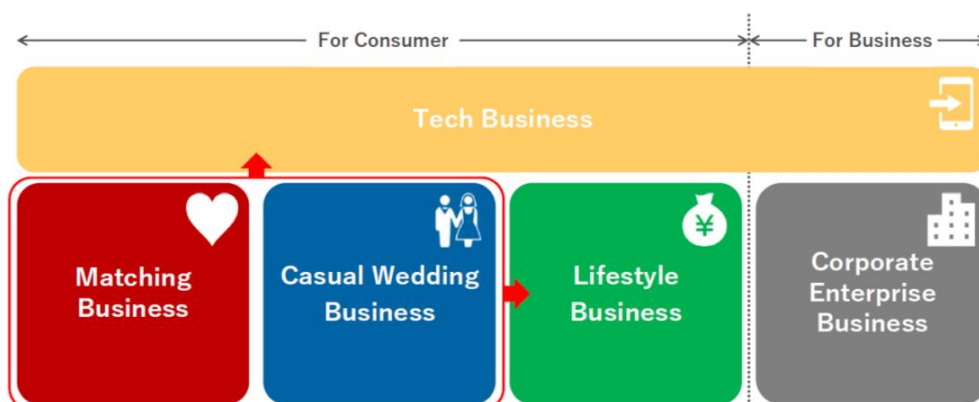 For Consumer
For Business
Tech Business
Matching
Business
Casual Wedding
Business
¥
Lifestyle
Business
Corporate
Enterprise
Business